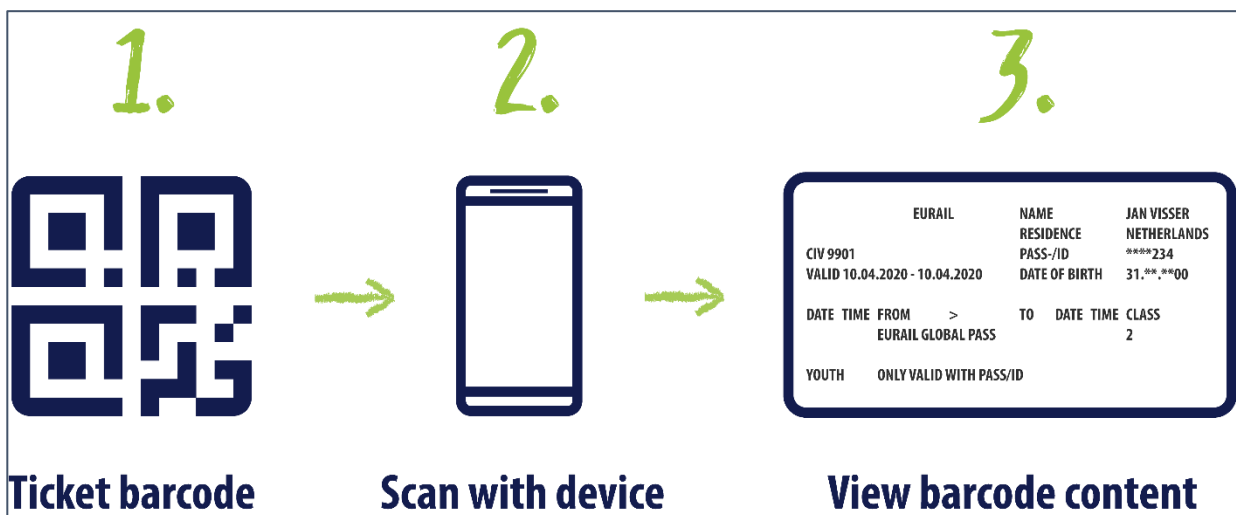 1.
2.
3.
EURAIL NAME JAN VISSER
RESIDENCE NETHERLANDS
CIV 9901 PASS-/ID ****234
VALID 10.04.2020 - 10.04.2020 DATE OF BIRTH 31.**.**00
DATE TIME FROM > TO DATE TIME CLASS
EURAIL GLOBAL PASS 2
YOUTH ONLY VALID WITH PASS/ID
Ticket barcode
Scan with device
View barcode content